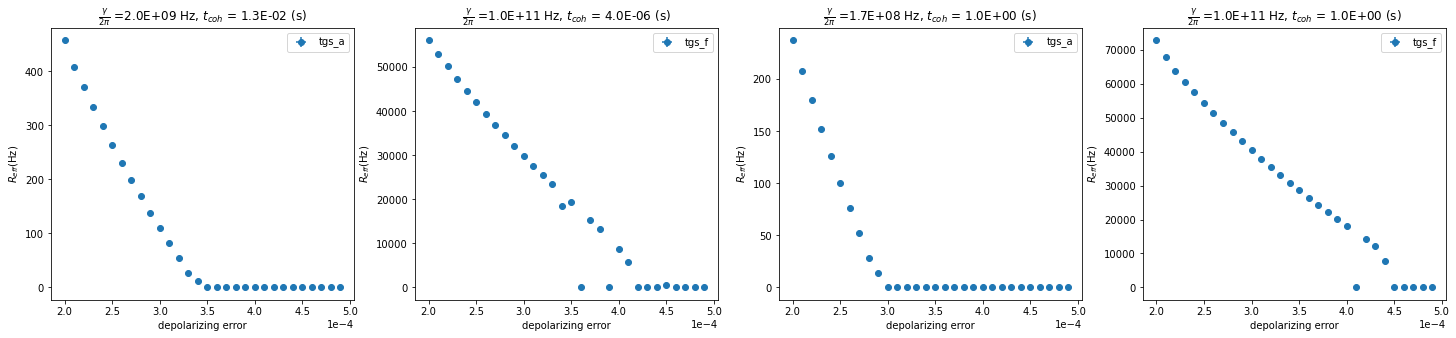 γ/2π =2.0E+09 Hz, t_coh = 1.3E-02 (s)
tgs_a
R_eff(Hz)
400
300
200
100
0
2.0 2.5 3.0 3.5 4.0 4.5 5.0
1e−4
depolarizing error
γ/2π =1.0E+11 Hz, t_coh = 4.0E-06 (s)
tgs_f
R_eff(Hz)
50000
40000
30000
20000
10000
0
2.0 2.5 3.0 3.5 4.0 4.5 5.0
1e−4
depolarizing error
γ/2π =1.7E+08 Hz, t_coh = 1.0E+00 (s)
tgs_a
R_eff(Hz)
200
150
100
50
0
2.0 2.5 3.0 3.5 4.0 4.5 5.0
1e−4
depolarizing error
γ/2π =1.0E+11 Hz, t_coh = 1.0E+00 (s)
tgs_f
R_eff(Hz)
70000
60000
50000
40000
30000
20000
10000
0
2.0 2.5 3.0 3.5 4.0 4.5 5.0
1e−4
depolarizing error